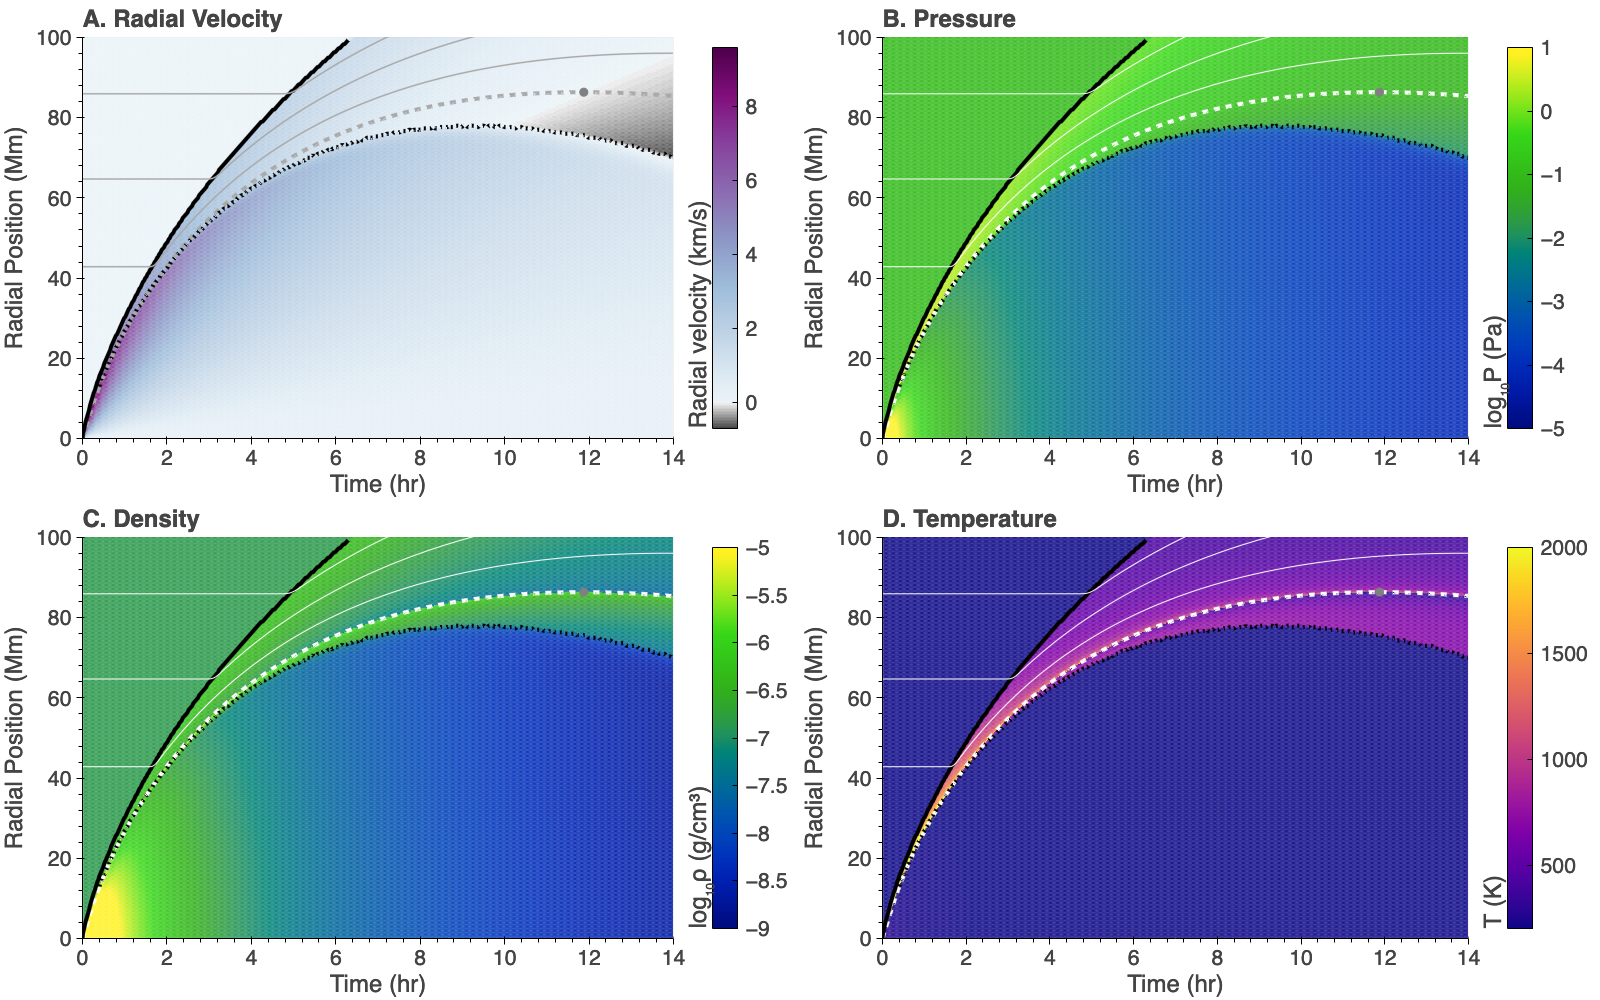 A. Radial Velocity
100
80
60
40
20
0
0 2 4 6 8 10 12 14
Radial Position (Mm)
Time (hr)
8
6
4
2
0
Radial velocity (km/s)
B. Pressure
100
80
60
40
20
0
0 2 4 6 8 10 12 14
Radial Position (Mm)
Time (hr)
1
0
−1
−2
−3
−4
−5
log₁₀P (Pa)
C. Density
100
80
60
40
20
0
0 2 4 6 8 10 12 14
Radial Position (Mm)
Time (hr)
−5
−5.5
−6
−6.5
−7
−7.5
−8
−8.5
−9
log₁₀ρ (g/cm³)
D. Temperature
100
80
60
40
20
0
0 2 4 6 8 10 12 14
Radial Position (Mm)
Time (hr)
2000
1500
1000
500
T (K)